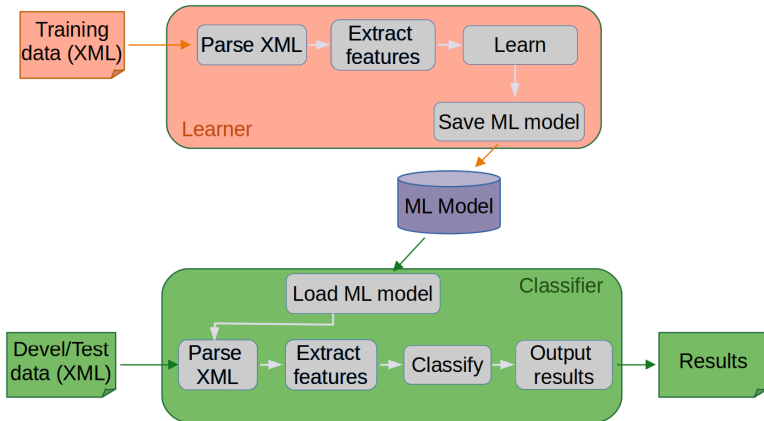 Training
data (XML)
Parse XML
Extract
features
Learn
Save ML model
Learner
ML Model
Classifier
Load ML model
Devel/Test
data (XML)
Parse
XML
Extract
features
Classify
Output
results
Results